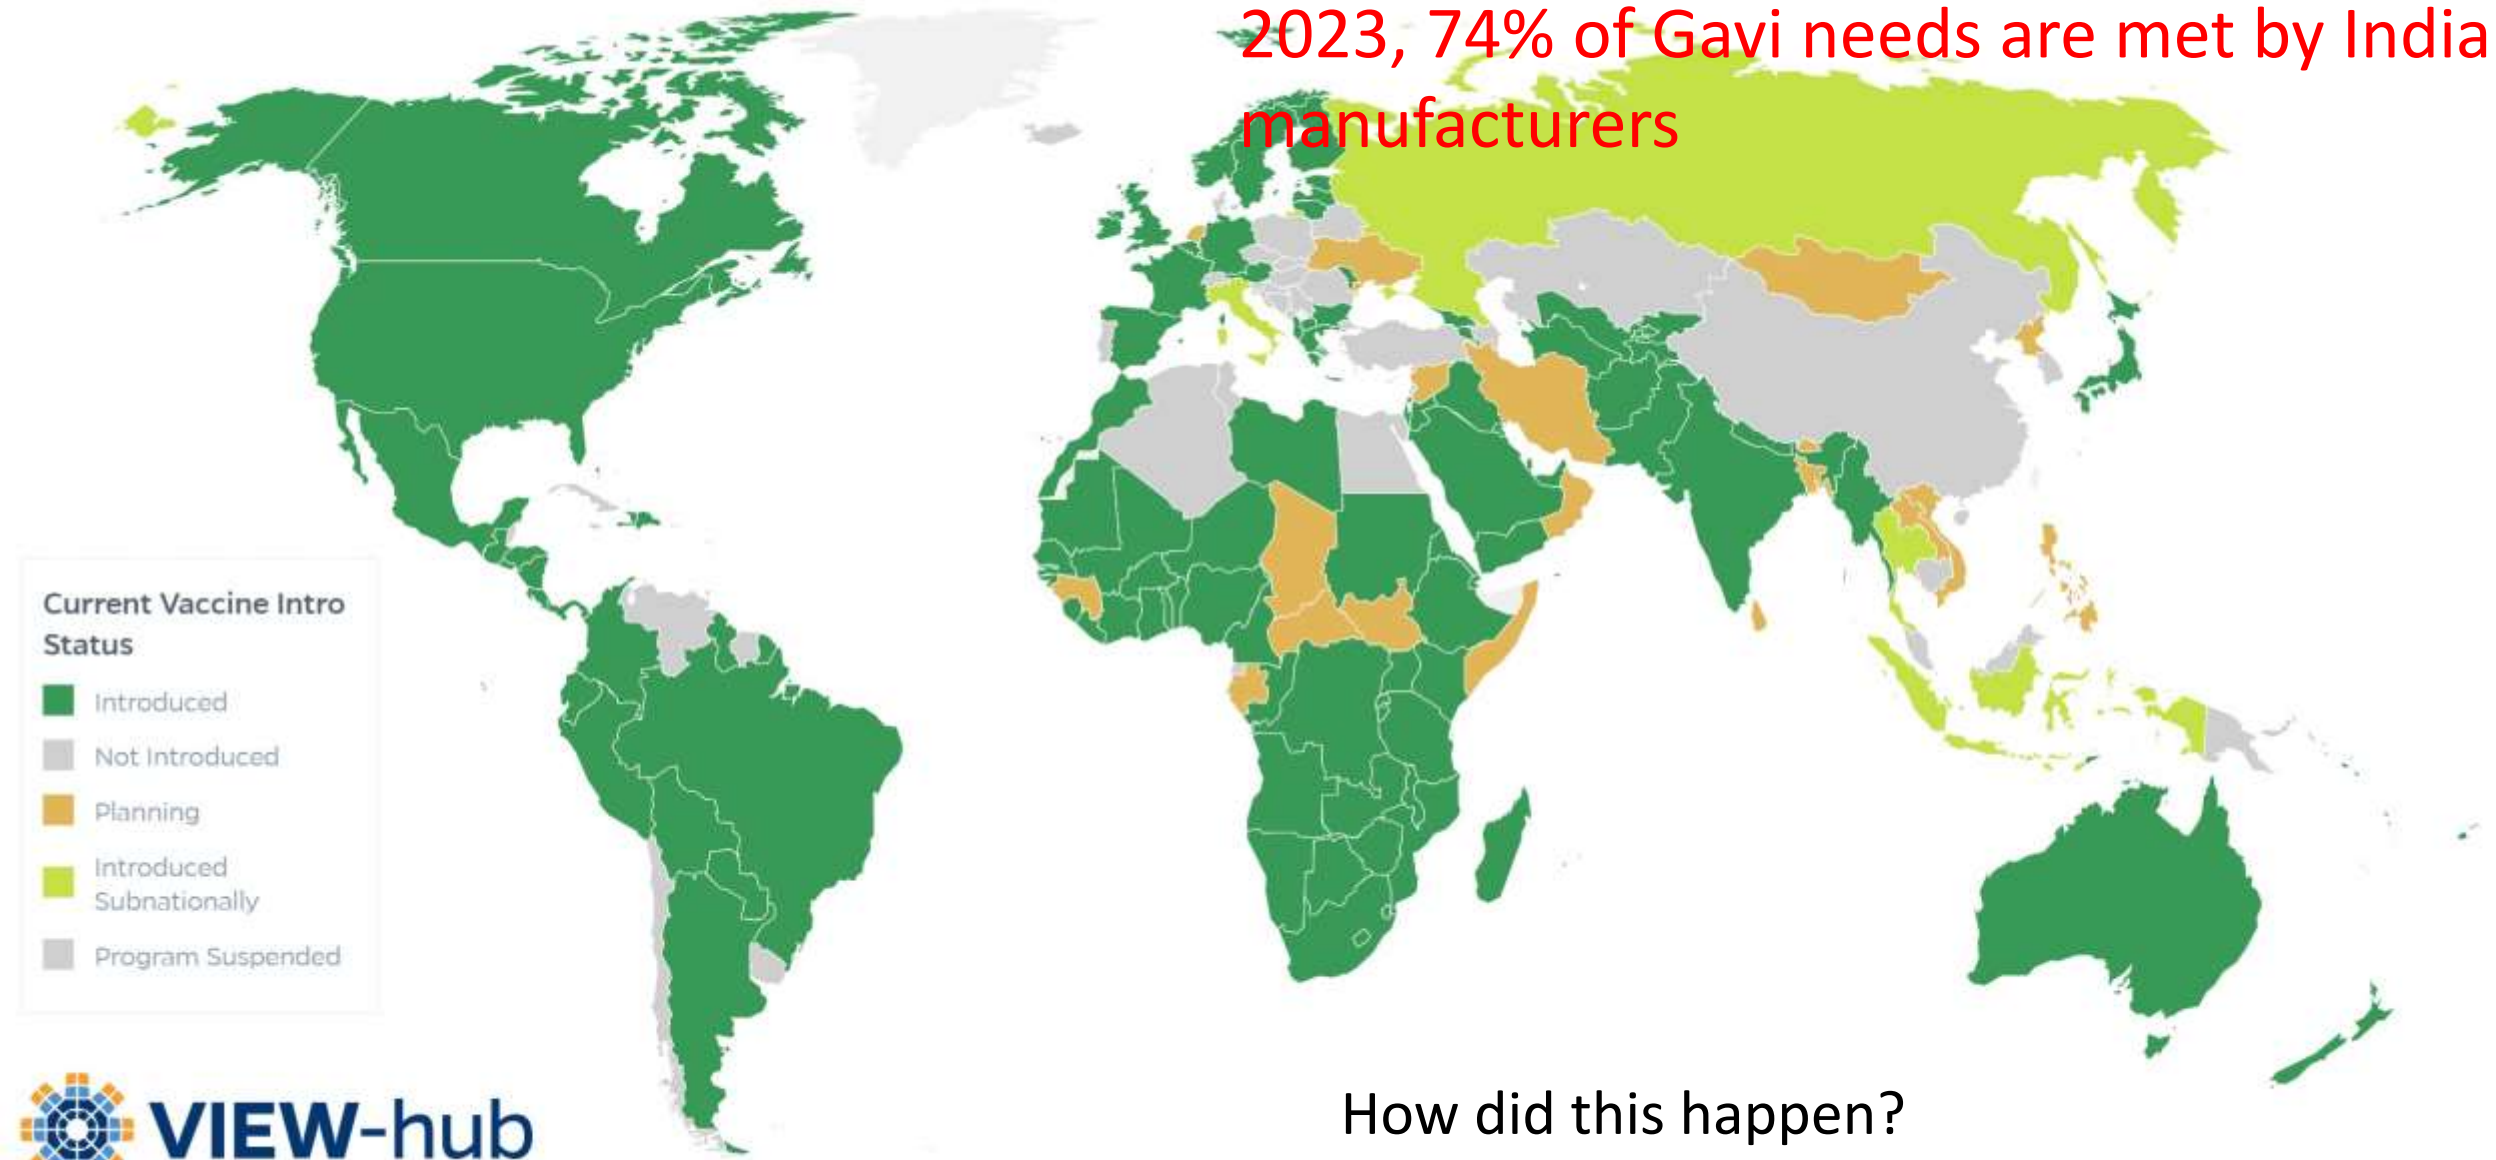 2023, 74% of Gavi needs are met by India
manufacturers
Current Vaccine Intro
Status
Introduced
Not Introduced
Planning
Introduced
Subnationally
Program Suspended
VIEW-hub
How did this happen?